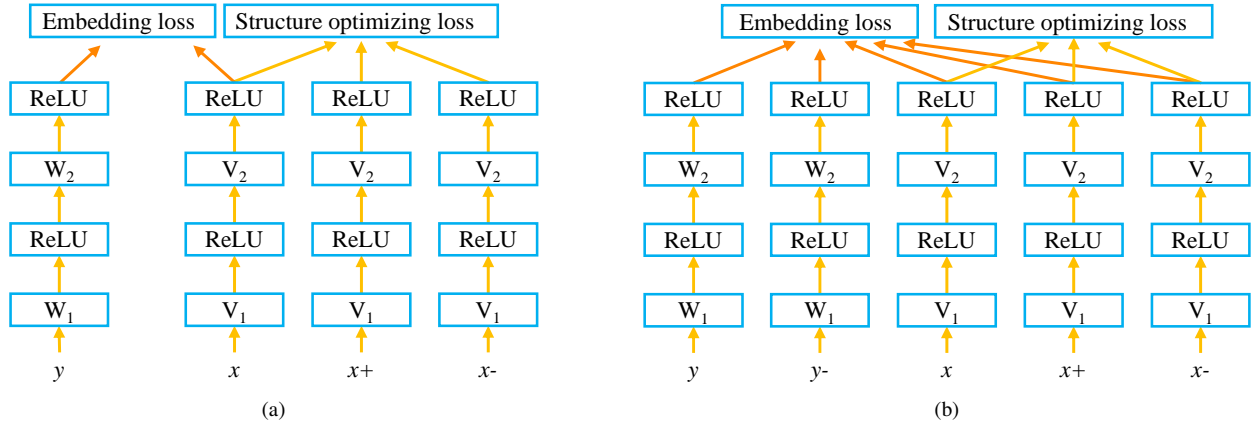 Embedding loss Structure optimizing loss Embedding loss Structure optimizing loss
ReLU ReLU ReLU ReLU ReLU ReLU ReLU ReLU ReLU
W₂ V₂ V₂ V₂ W₂ W₂ V₂ V₂ V₂
ReLU ReLU ReLU ReLU ReLU ReLU ReLU ReLU ReLU
W₁ V₁ V₁ V₁ W₁ W₁ V₁ V₁ V₁
y x x+ x- y y- x x+ x-
(a) (b)